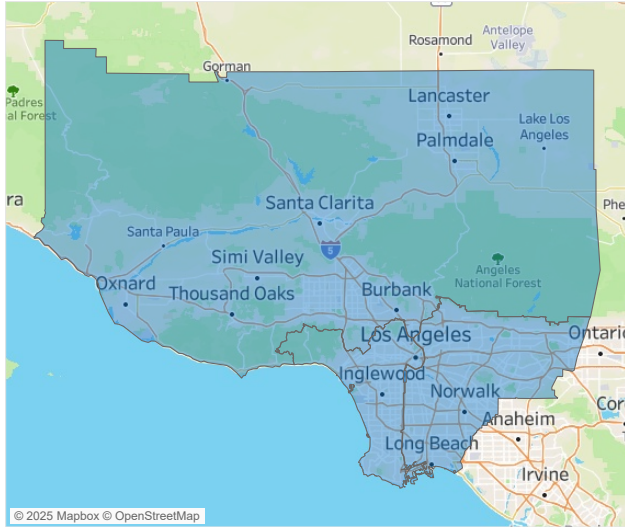 Gorman
Rosamond
Antelope
Valley
Padres
al Forest
Lancaster
Lake Los
Angeles
Palmdale
ra
Santa Clarita
Phe
Santa Paula
5
Simi Valley
Angeles
National Forest
Oxnard
Thousand Oaks
Burbank
Los Angeles
Ontario
Inglewood
Norwalk
Cor
Anaheim
Long Beach
Irvine
© 2025 Mapbox © OpenStreetMap